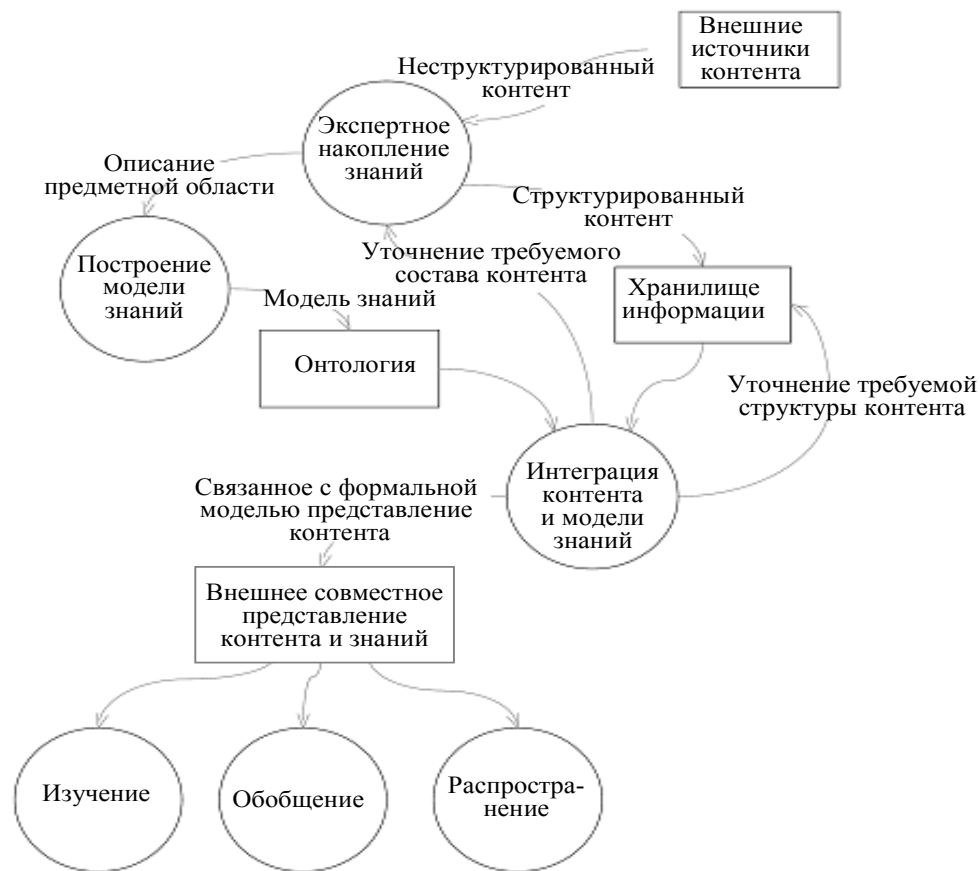 Внешние
источники
контента
Неструктурированный
контент
Экспертное
накопление
знаний
Описание
предметной области
Структурированный
контент
Уточнение требуемого
состава контента
Построение
модели
знаний
Модель знаний
Хранилище
информации
Онтология
Уточнение требуемой
структуры контента
Интеграция
контента
и модели
знаний
Связанное с формальной
моделью представление
контента
Внешнее совместное
представление
контента и знаний
Изучение
Обобщение
Распростра-
нение